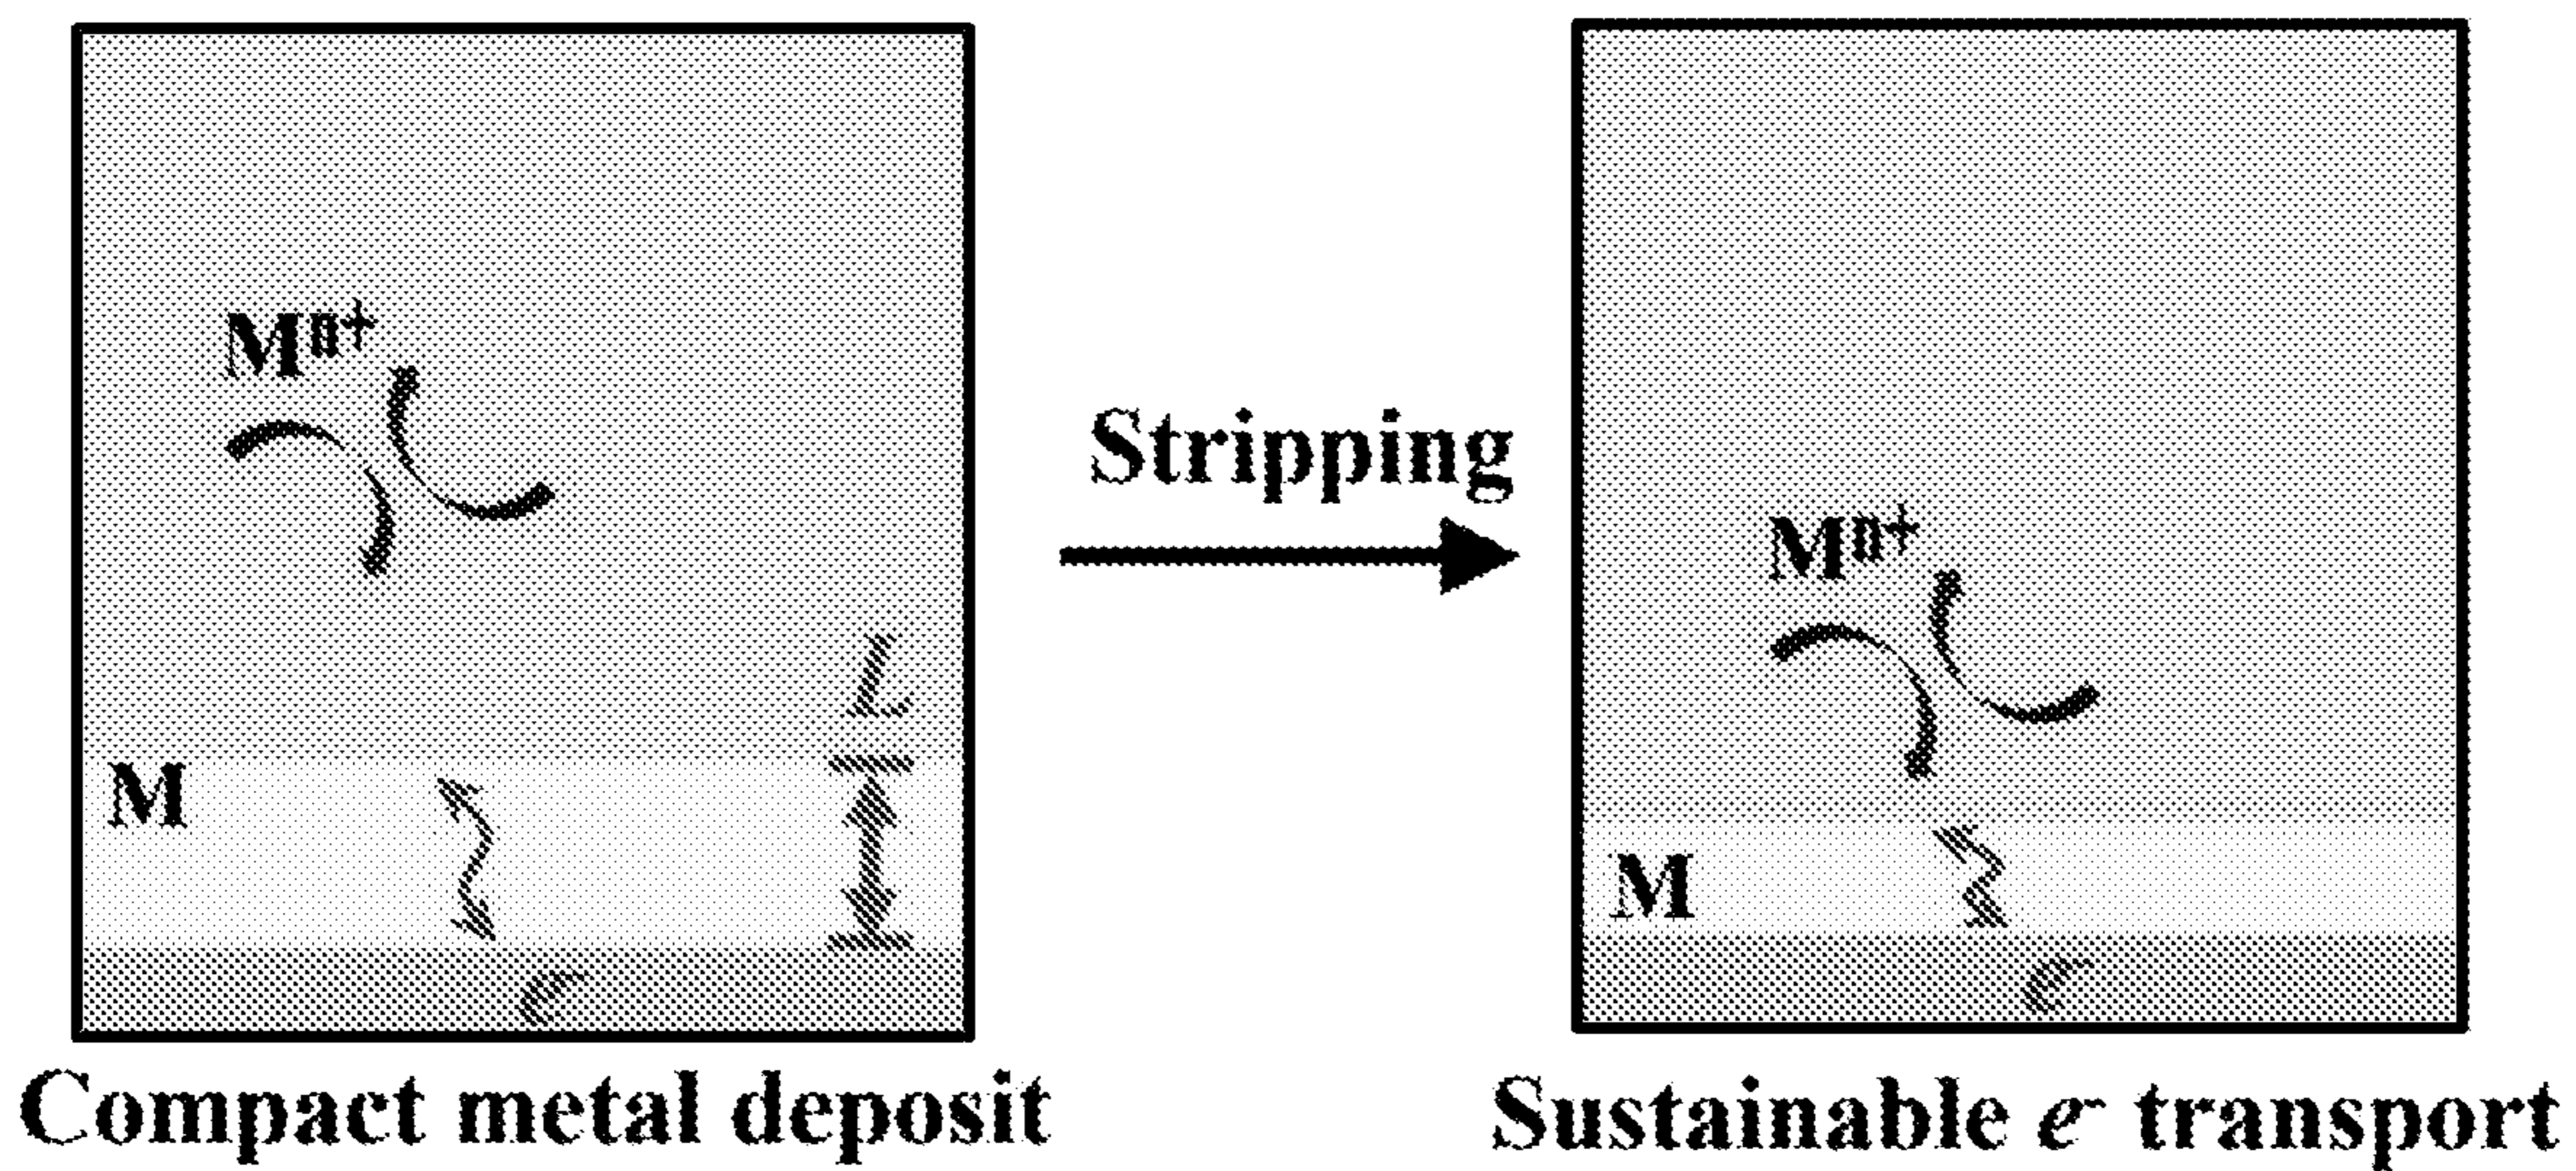 Mⁿ⁺
L
M
e⁻
Compact metal deposit
Stripping
Mⁿ⁺
M
e⁻
Sustainable e⁻ transport